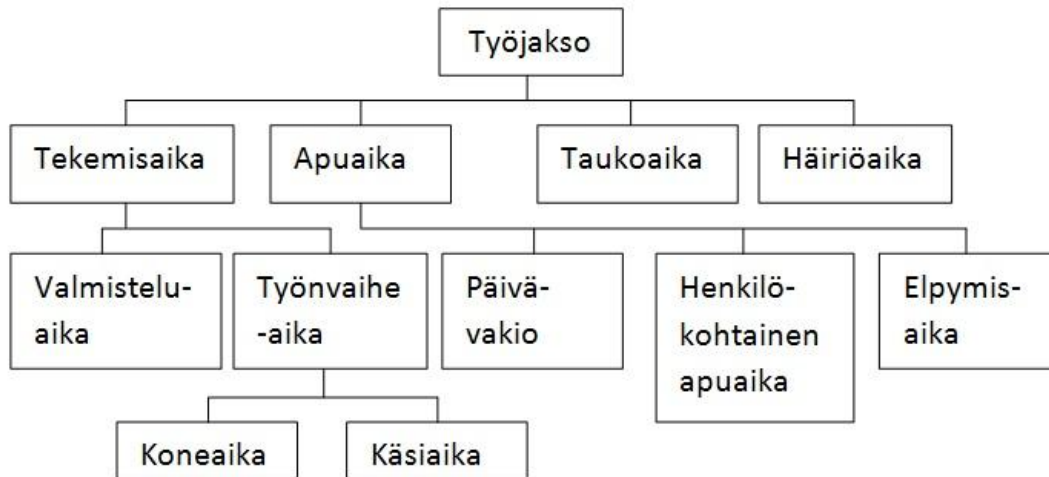 Työjakso
Tekemisaika
Apuaika
Taukoaika
Häiriöaika
Valmistelu-
aika
Työnvaihe
-aika
Päivä-
vakio
Henkilö-
kohtainen
apuaika
Elpymis-
aika
Koneaika
Käsiaika